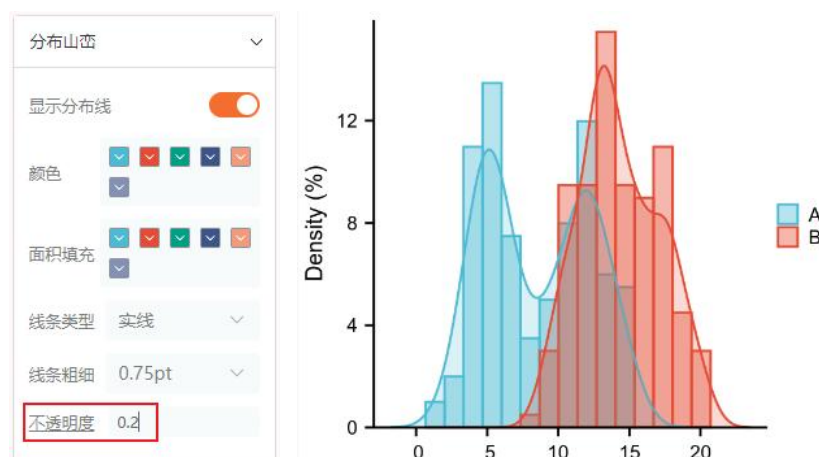 分布山峦
显示分布线
颜色
面积填充
线条类型 实线
线条粗细 0.75pt
不透明度 0.2
Density (%)
12
8
4
0
0 5 10 15 20
A
B